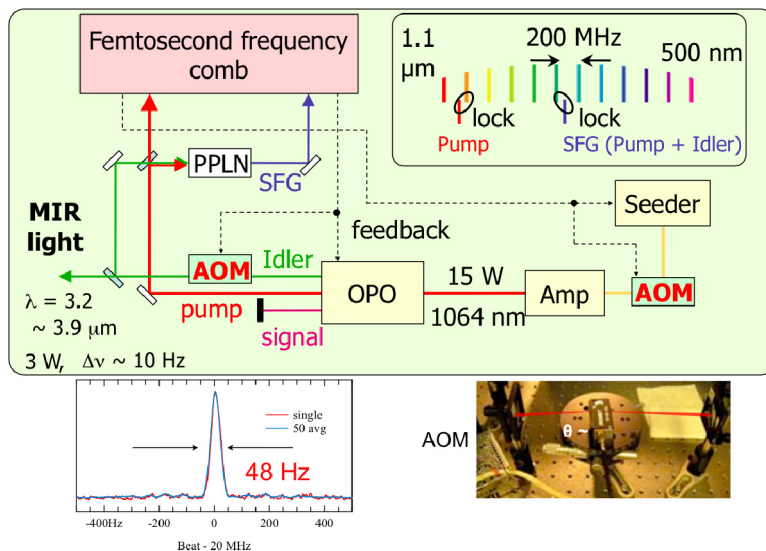 Femtosecond frequency
comb
1.1
μm
200 MHz
500 nm
lock
lock
Pump
SFG (Pump + Idler)
PPLN
SFG
Seeder
MIR
light
feedback
AOM
Idler
OPO
15 W
1064 nm
Amp
AOM
pump
signal
λ = 3.2
~ 3.9 μm
3 W, Δν ~ 10 Hz
single
50 avg
48 Hz
-400Hz
-200
0
200
400
Beat - 20 MHz
AOM
θ ~